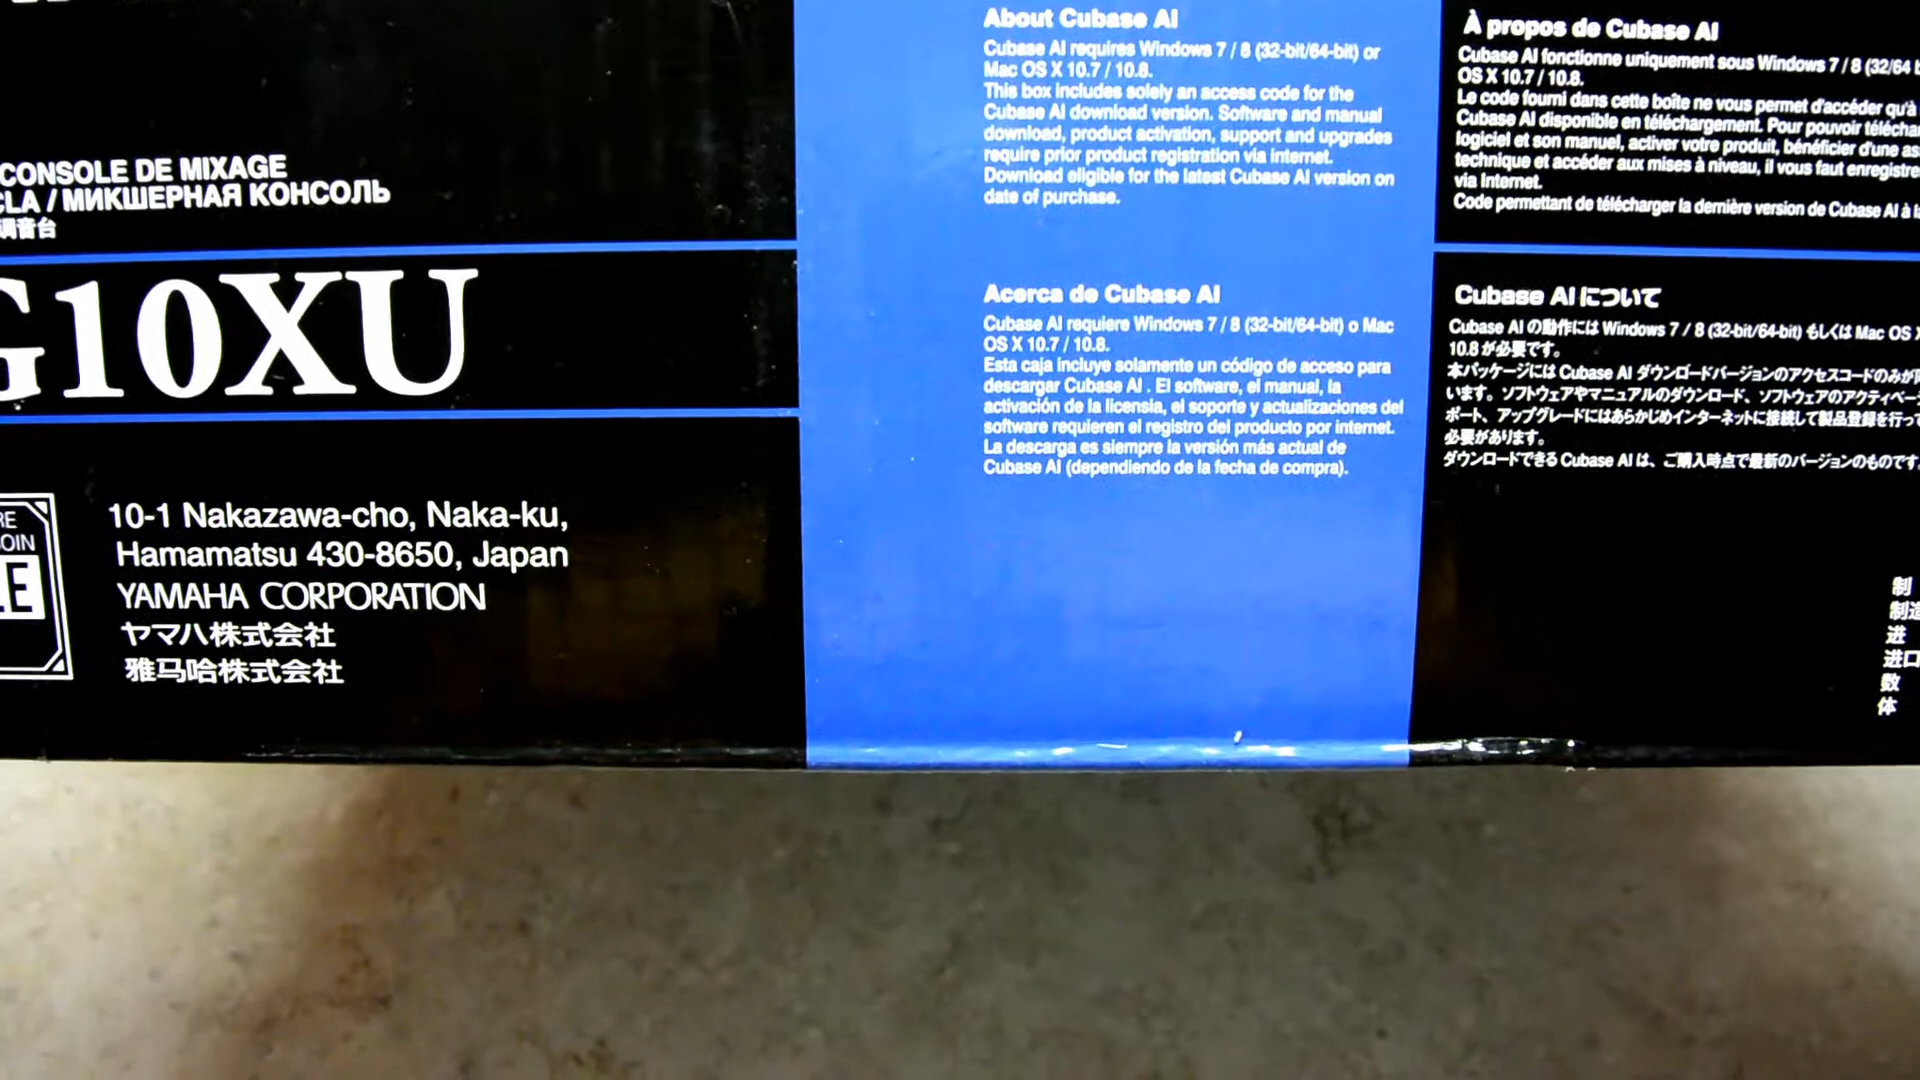 CONSOLE DE MIXAGE
CLA / МИКШЕРНАЯ КОНСОЛЬ
調音台
G10XU
10-1 Nakazawa-cho, Naka-ku,
Hamamatsu 430-8650, Japan
YAMAHA CORPORATION
ヤマハ株式会社
雅马哈株式会社
About Cubase AI
Cubase AI requires Windows 7 / 8 (32-bit/64-bit) or
Mac OS X 10.7 / 10.8.
This box includes solely an access code for the
Cubase AI download version. Software and manual
download, product activation, support and upgrades
require prior product registration via internet.
Download eligible for the latest Cubase AI version on
date of purchase.
Acerca de Cubase AI
Cubase AI requiere Windows 7 / 8 (32-bit/64-bit) o Mac
OS X 10.7 / 10.8.
Esta caja incluye solamente un código de acceso para
descargar Cubase AI . El software, el manual, la
activación de la licensia, el soporte y actualizaciones del
software requieren el registro del producto por internet.
La descarga es siempre la versión más actual de
Cubase AI (dependiendo de la fecha de compra).
À propos de Cubase AI
Cubase AI fonctionne uniquement sous Windows 7 / 8 (32/64
OS X 10.7 / 10.8.
Le code fourni dans cette boîte ne vous permet d'accéder qu'à
Cubase AI disponible en téléchargement. Pour pouvoir téléchar
logiciel et son manuel, activer votre produit, bénéficier d'une as
technique et accéder aux mises à niveau, il vous faut enregistre
via Internet.
Code permettant de télécharger la dernière version de Cubase AI à
Cubase AI について
Cubase AI の動作には Windows 7 / 8 (32-bit/64-bit) もしくは Mac OS
10.8 が必要です。
本パッケージには Cubase AI ダウンロードバージョンのアクセスコードのみが
います。ソフトウェアやマニュアルのダウンロード、ソフトウェアのアクティベー
ポート、アップグレードにはあらかじめインターネットに接続して製品登録を行っ
必要があります。
ダウンロードできる Cubase AI は、ご購入時点で最新のバージョンのものです
制
制造
进
进口
数
体